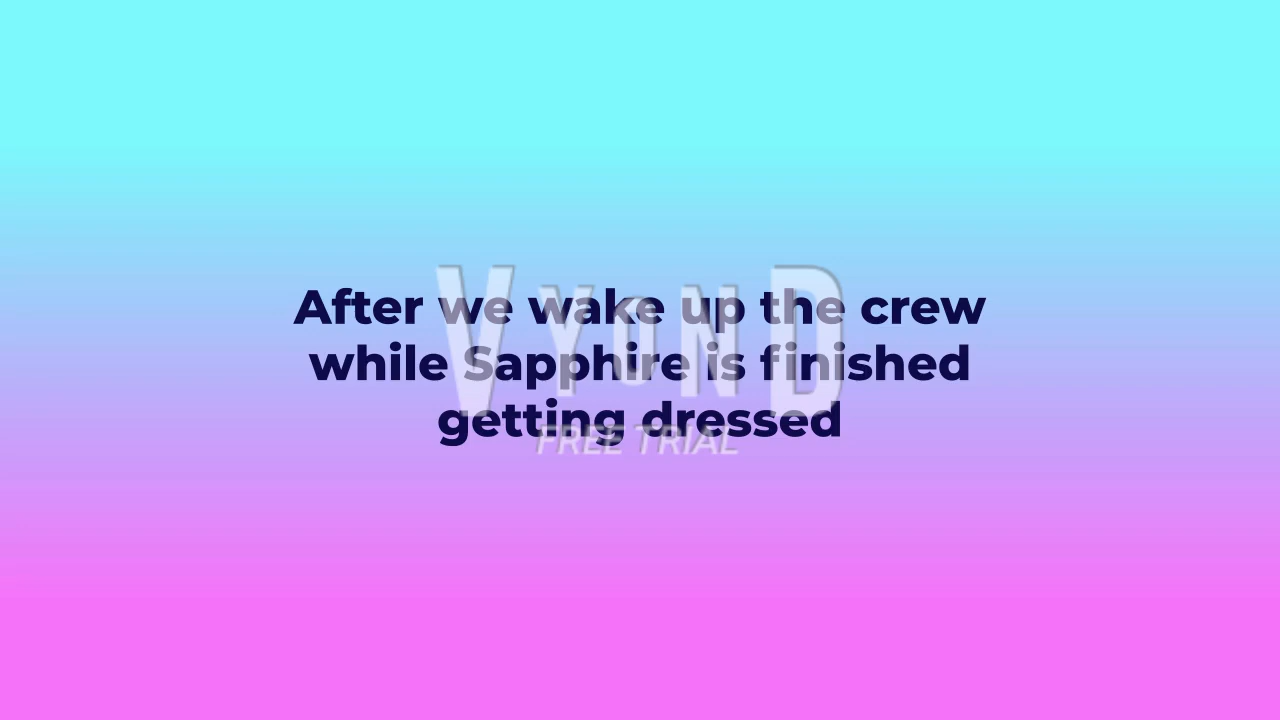 After we wake up the crew
while Sapphire is finished
getting dressed
VYOND
FREE TRIAL